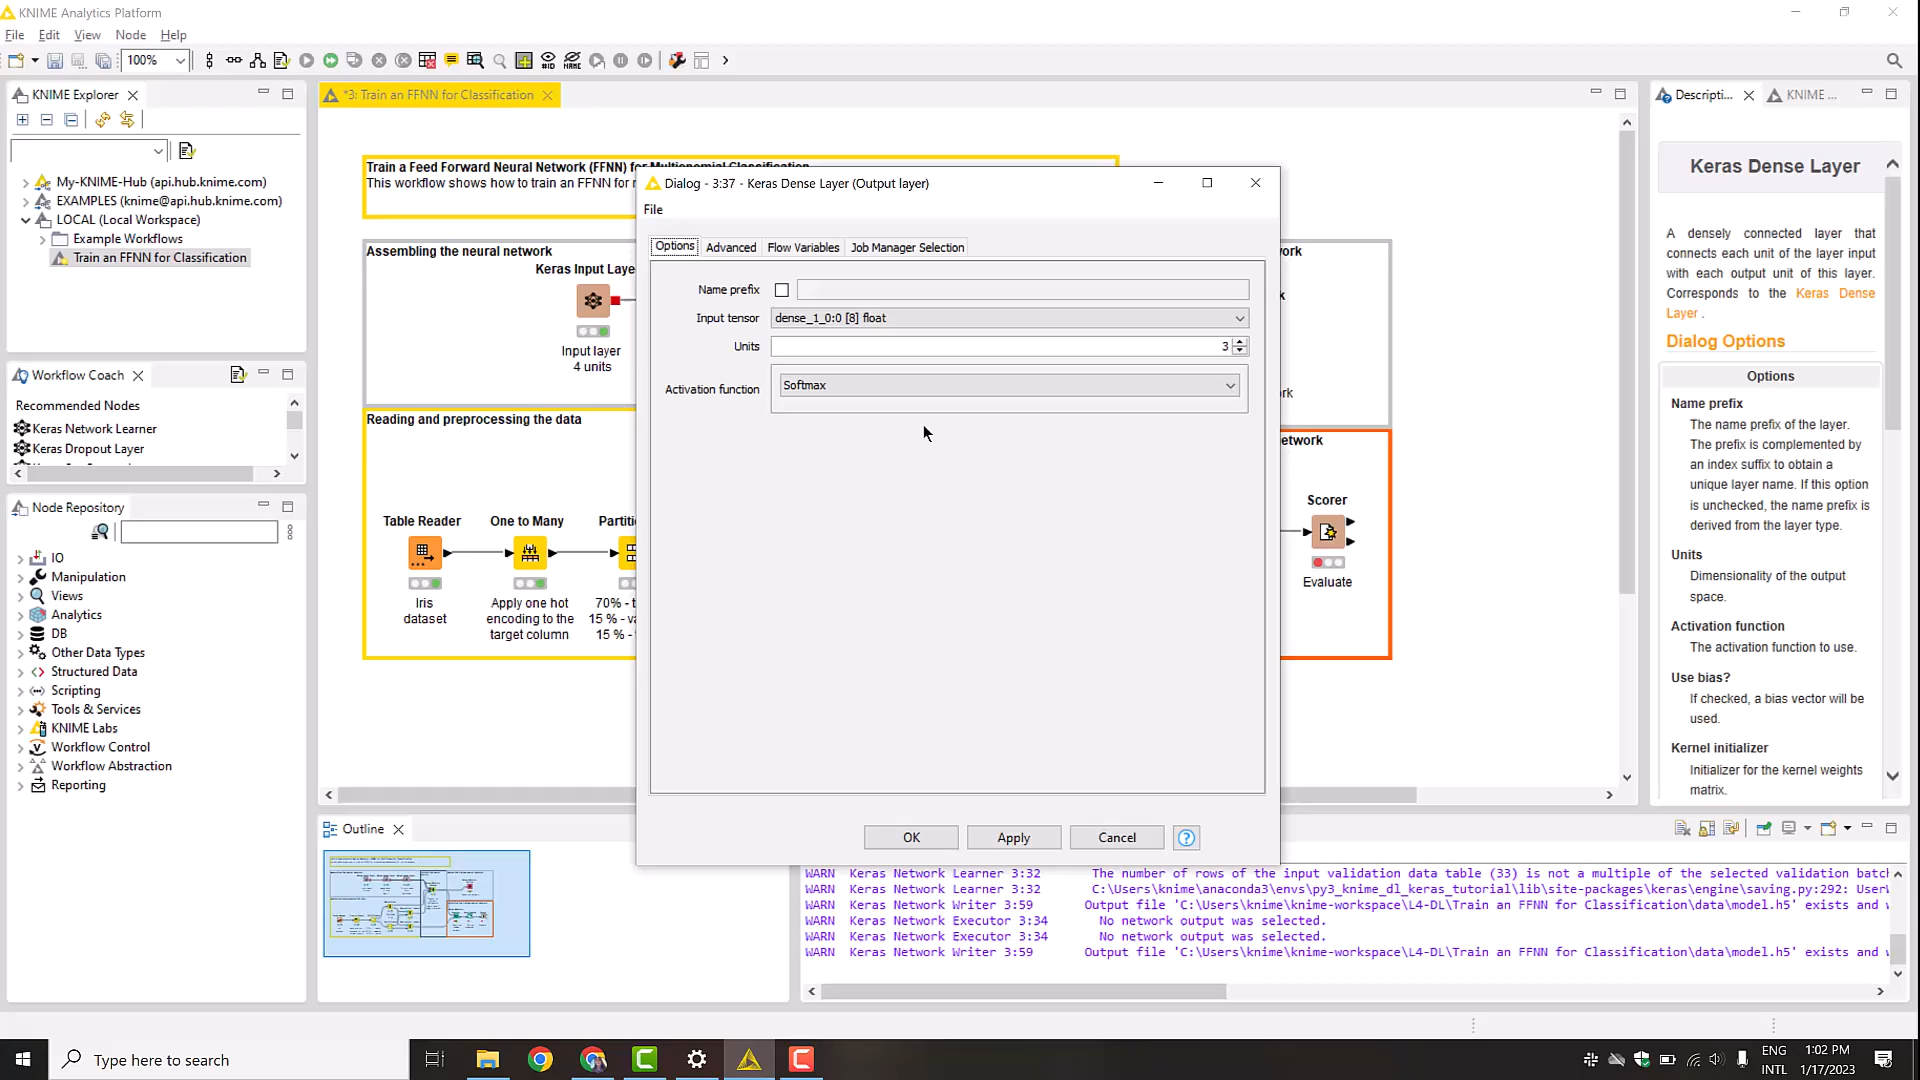 KNIME Analytics Platform
File Edit View Node Help
100%
KNIME Explorer
My-KNIME-Hub (api.hub.knime.com)
EXAMPLES (knime@api.hub.knime.com)
LOCAL (Local Workspace)
Example Workflows
Train an FFNN for Classification
Workflow Coach
Recommended Nodes
Keras Network Learner
Keras Dropout Layer
Node Repository
IO
Manipulation
Views
Analytics
DB
Other Data Types
Structured Data
Scripting
Tools & Services
KNIME Labs
Workflow Control
Workflow Abstraction
Reporting
*3: Train an FFNN for Classification
Train a Feed Forward Neural Network (FFNN) for Multinomial Classification
This workflow shows how to train an FFNN for
Assembling the neural network
Keras Input Laye
Input layer
4 units
Reading and preprocessing the data
Table Reader
Iris
dataset
One to Many
Apply one hot
encoding to the
target column
Partiti
70% - t
15 % - va
15 % -
Dialog - 3:37 - Keras Dense Layer (Output layer)
File
Options Advanced Flow Variables Job Manager Selection
Name prefix
Input tensor dense_1_0:0 [8] float
Units 3
Activation function Softmax
OK Apply Cancel ?
ork
k
rk
etwork
Scorer
Evaluate
Outline
Descripti... KNIME ...
Keras Dense Layer
A densely connected layer that
connects each unit of the layer input
with each output unit of this layer.
Corresponds to the Keras Dense
Layer .
Dialog Options
Options
Name prefix
The name prefix of the layer.
The prefix is complemented by
an index suffix to obtain a
unique layer name. If this option
is unchecked, the name prefix is
derived from the layer type.
Units
Dimensionality of the output
space.
Activation function
The activation function to use.
Use bias?
If checked, a bias vector will be
used.
Kernel initializer
Initializer for the kernel weights
matrix.
WARN Keras Network Learner 3:32 The number of rows of the input validation data table (33) is not a multiple of the selected validation batch
WARN Keras Network Learner 3:32 C:\Users\knime\anaconda3\envs\py3_knime_dl_keras_tutorial\lib\site-packages\keras\engine\saving.py:292: UserW
WARN Keras Network Writer 3:59 Output file 'C:\Users\knime\knime-workspace\L4-DL\Train an FFNN for Classification\data\model.h5' exists and w
WARN Keras Network Executor 3:34 No network output was selected.
WARN Keras Network Executor 3:34 No network output was selected.
WARN Keras Network Writer 3:59 Output file 'C:\Users\knime\knime-workspace\L4-DL\Train an FFNN for Classification\data\model.h5' exists and w
Type here to search
ENG
INTL
1:02 PM
1/17/2023